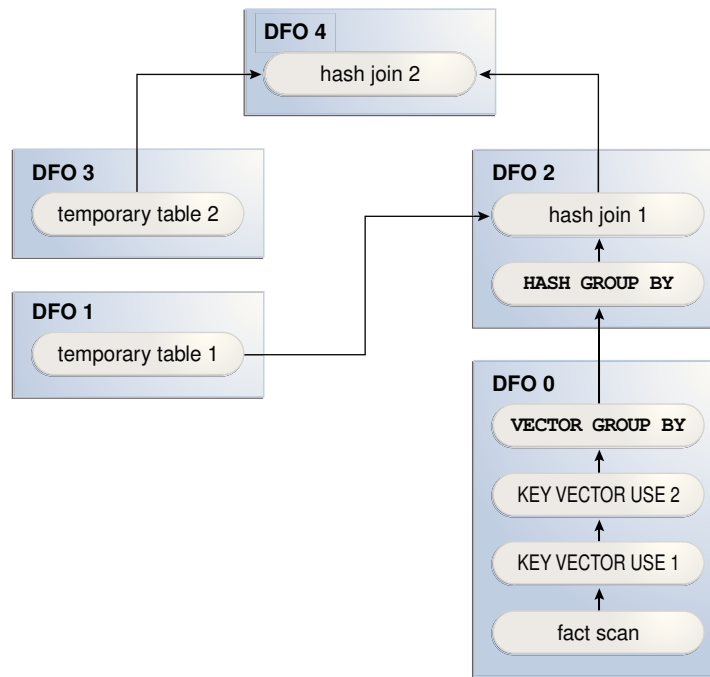 DFO 4
hash join 2
DFO 3
temporary table 2
DFO 2
hash join 1
HASH GROUP BY
DFO 1
temporary table 1
DFO 0
VECTOR GROUP BY
KEY VECTOR USE 2
KEY VECTOR USE 1
fact scan